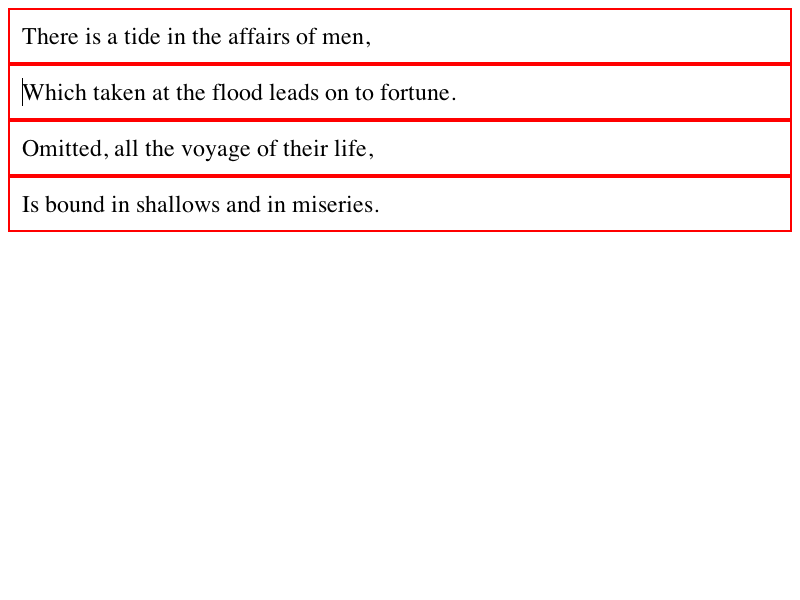 There is a tide in the affairs of men,
Which taken at the flood leads on to fortune.
Omitted, all the voyage of their life,
Is bound in shallows and in miseries.